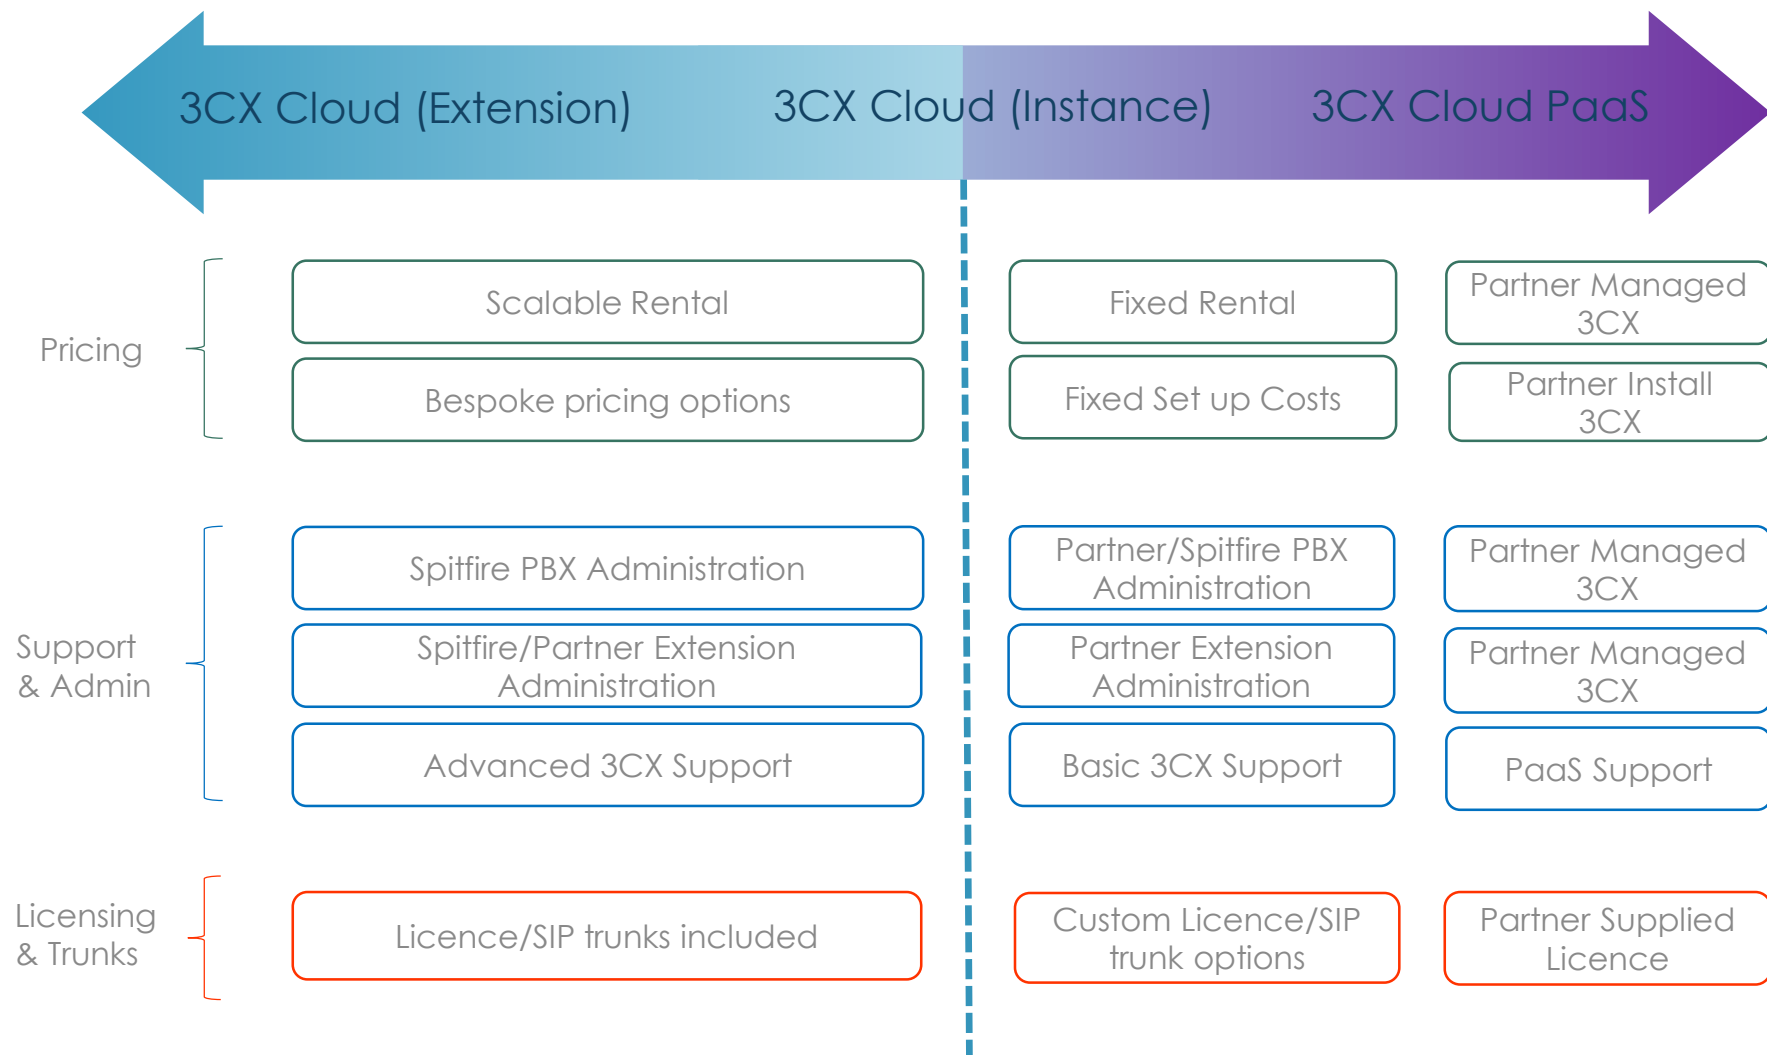 3CX Cloud (Extension)
3CX Cloud (Instance)
3CX Cloud PaaS
Pricing
Scalable Rental
Fixed Rental
Partner Managed
3CX
Bespoke pricing options
Fixed Set up Costs
Partner Install
3CX
Support
& Admin
Spitfire PBX Administration
Partner/Spitfire PBX
Administration
Partner Managed
3CX
Spitfire/Partner Extension
Administration
Partner Extension
Administration
Partner Managed
3CX
Advanced 3CX Support
Basic 3CX Support
PaaS Support
Licensing
& Trunks
Licence/SIP trunks included
Custom Licence/SIP
trunk options
Partner Supplied
Licence